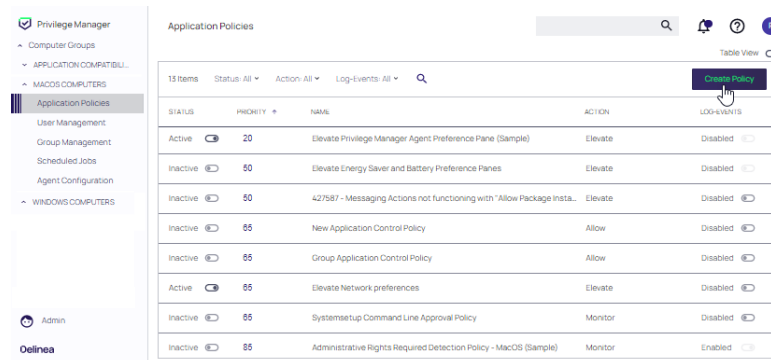 Privilege Manager
Application Policies
Computer Groups
Table View
APPLICATION COMPATIBILI...
13 Items Status: All Action: All Log-Events: All
Create Policy
MACOS COMPUTERS
Application Policies
User Management
Group Management
Scheduled Jobs
Agent Configuration
WINDOWS COMPUTERS
STATUS PRIORITY NAME ACTION LOG-EVENTS
Active 20 Elevate Privilege Manager Agent Preference Pane (Sample) Elevate Disabled
Inactive 50 Elevate Energy Saver and Battery Preference Panes Elevate Disabled
Inactive 50 427587 - Messaging Actions not functioning with "Allow Package Insta... Elevate Disabled
Inactive 65 New Application Control Policy Allow Disabled
Inactive 65 Group Application Control Policy Allow Disabled
Active 65 Elevate Network preferences Elevate Disabled
Inactive 65 Systemsetup Command Line Approval Policy Monitor Disabled
Inactive 85 Administrative Rights Required Detection Policy - MacOS (Sample) Monitor Enabled
Admin
Delinea